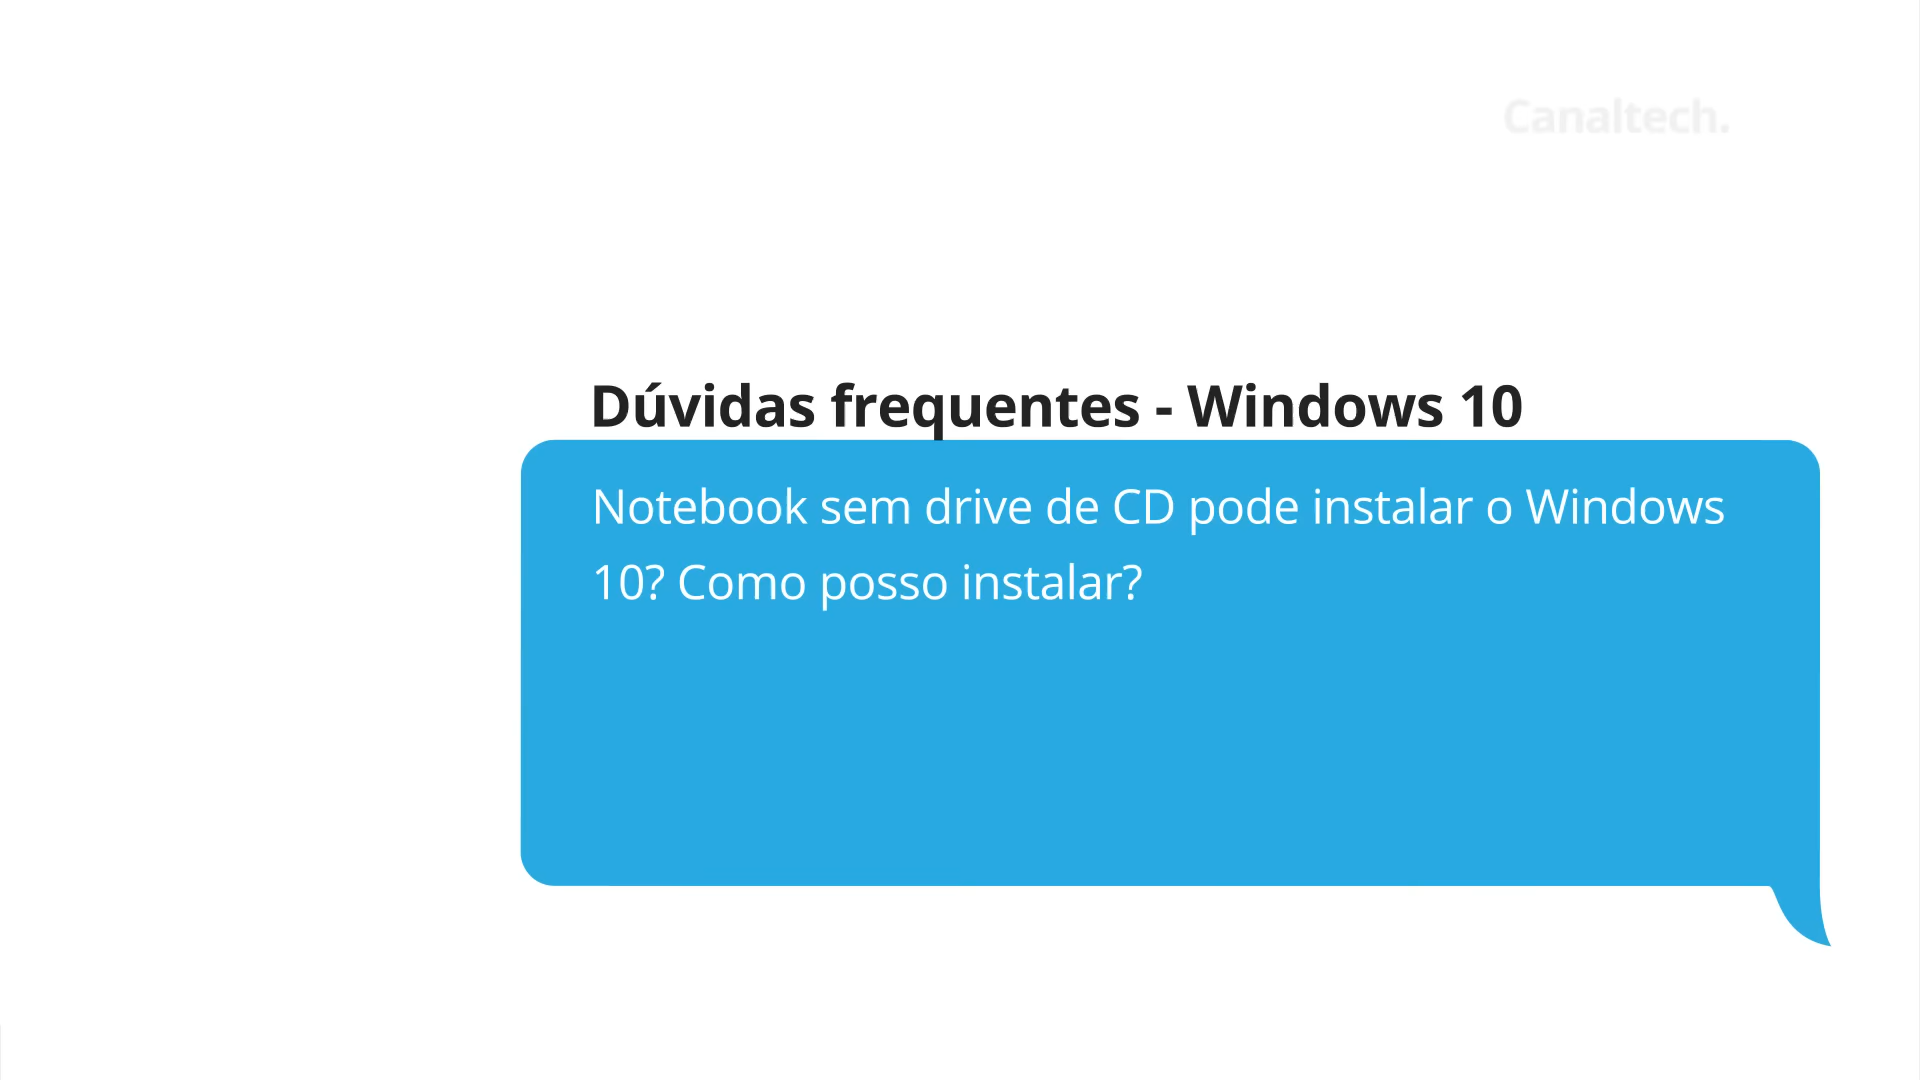 Canaltech.
Dúvidas frequentes - Windows 10
Notebook sem drive de CD pode instalar o Windows
10? Como posso instalar?